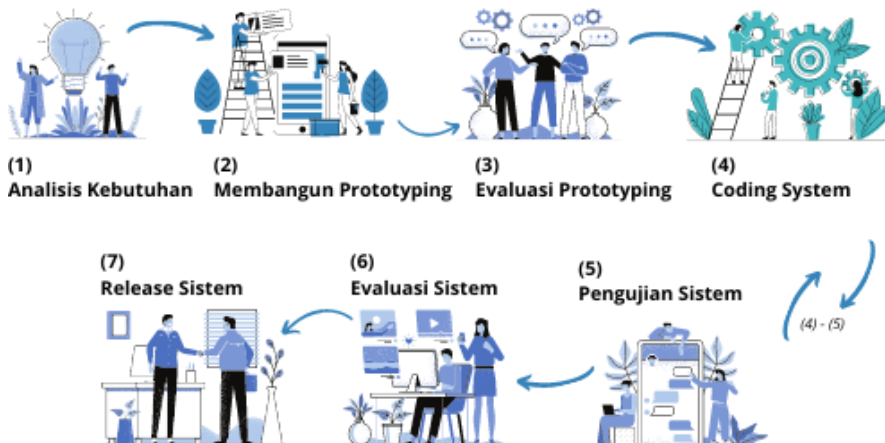 (1)
Analisis Kebutuhan
(2)
Membangun Prototyping
(3)
Evaluasi Prototyping
(4)
Coding System
(4) - (5)
(5)
Pengujian Sistem
(6)
Evaluasi Sistem
(7)
Release Sistem